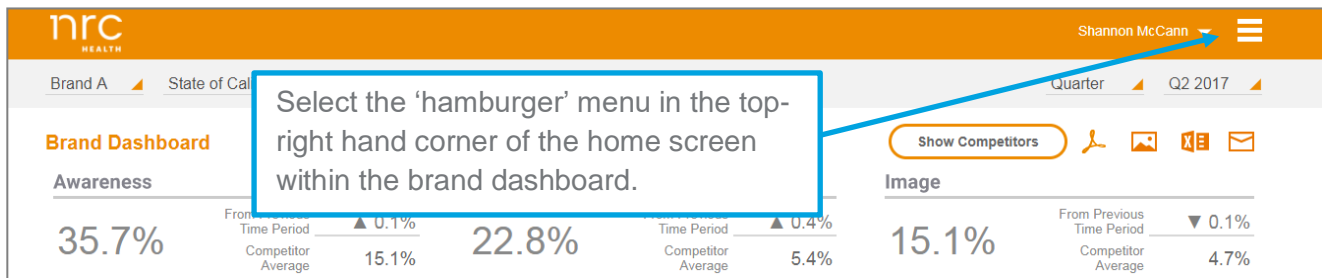 nrc
HEALTH
Shannon McCann
Brand A State of Cal Quarter Q2 2017
Select the ‘hamburger’ menu in the top-
right hand corner of the home screen
within the brand dashboard.
Brand Dashboard Show Competitors
Awareness Image
35.7% From Previous Time Period ▲ 0.1% 22.8% From Previous Time Period ▲ 0.4% 15.1% From Previous Time Period ▼ 0.1%
Competitor Average 15.1% Competitor Average 5.4% Competitor Average 4.7%